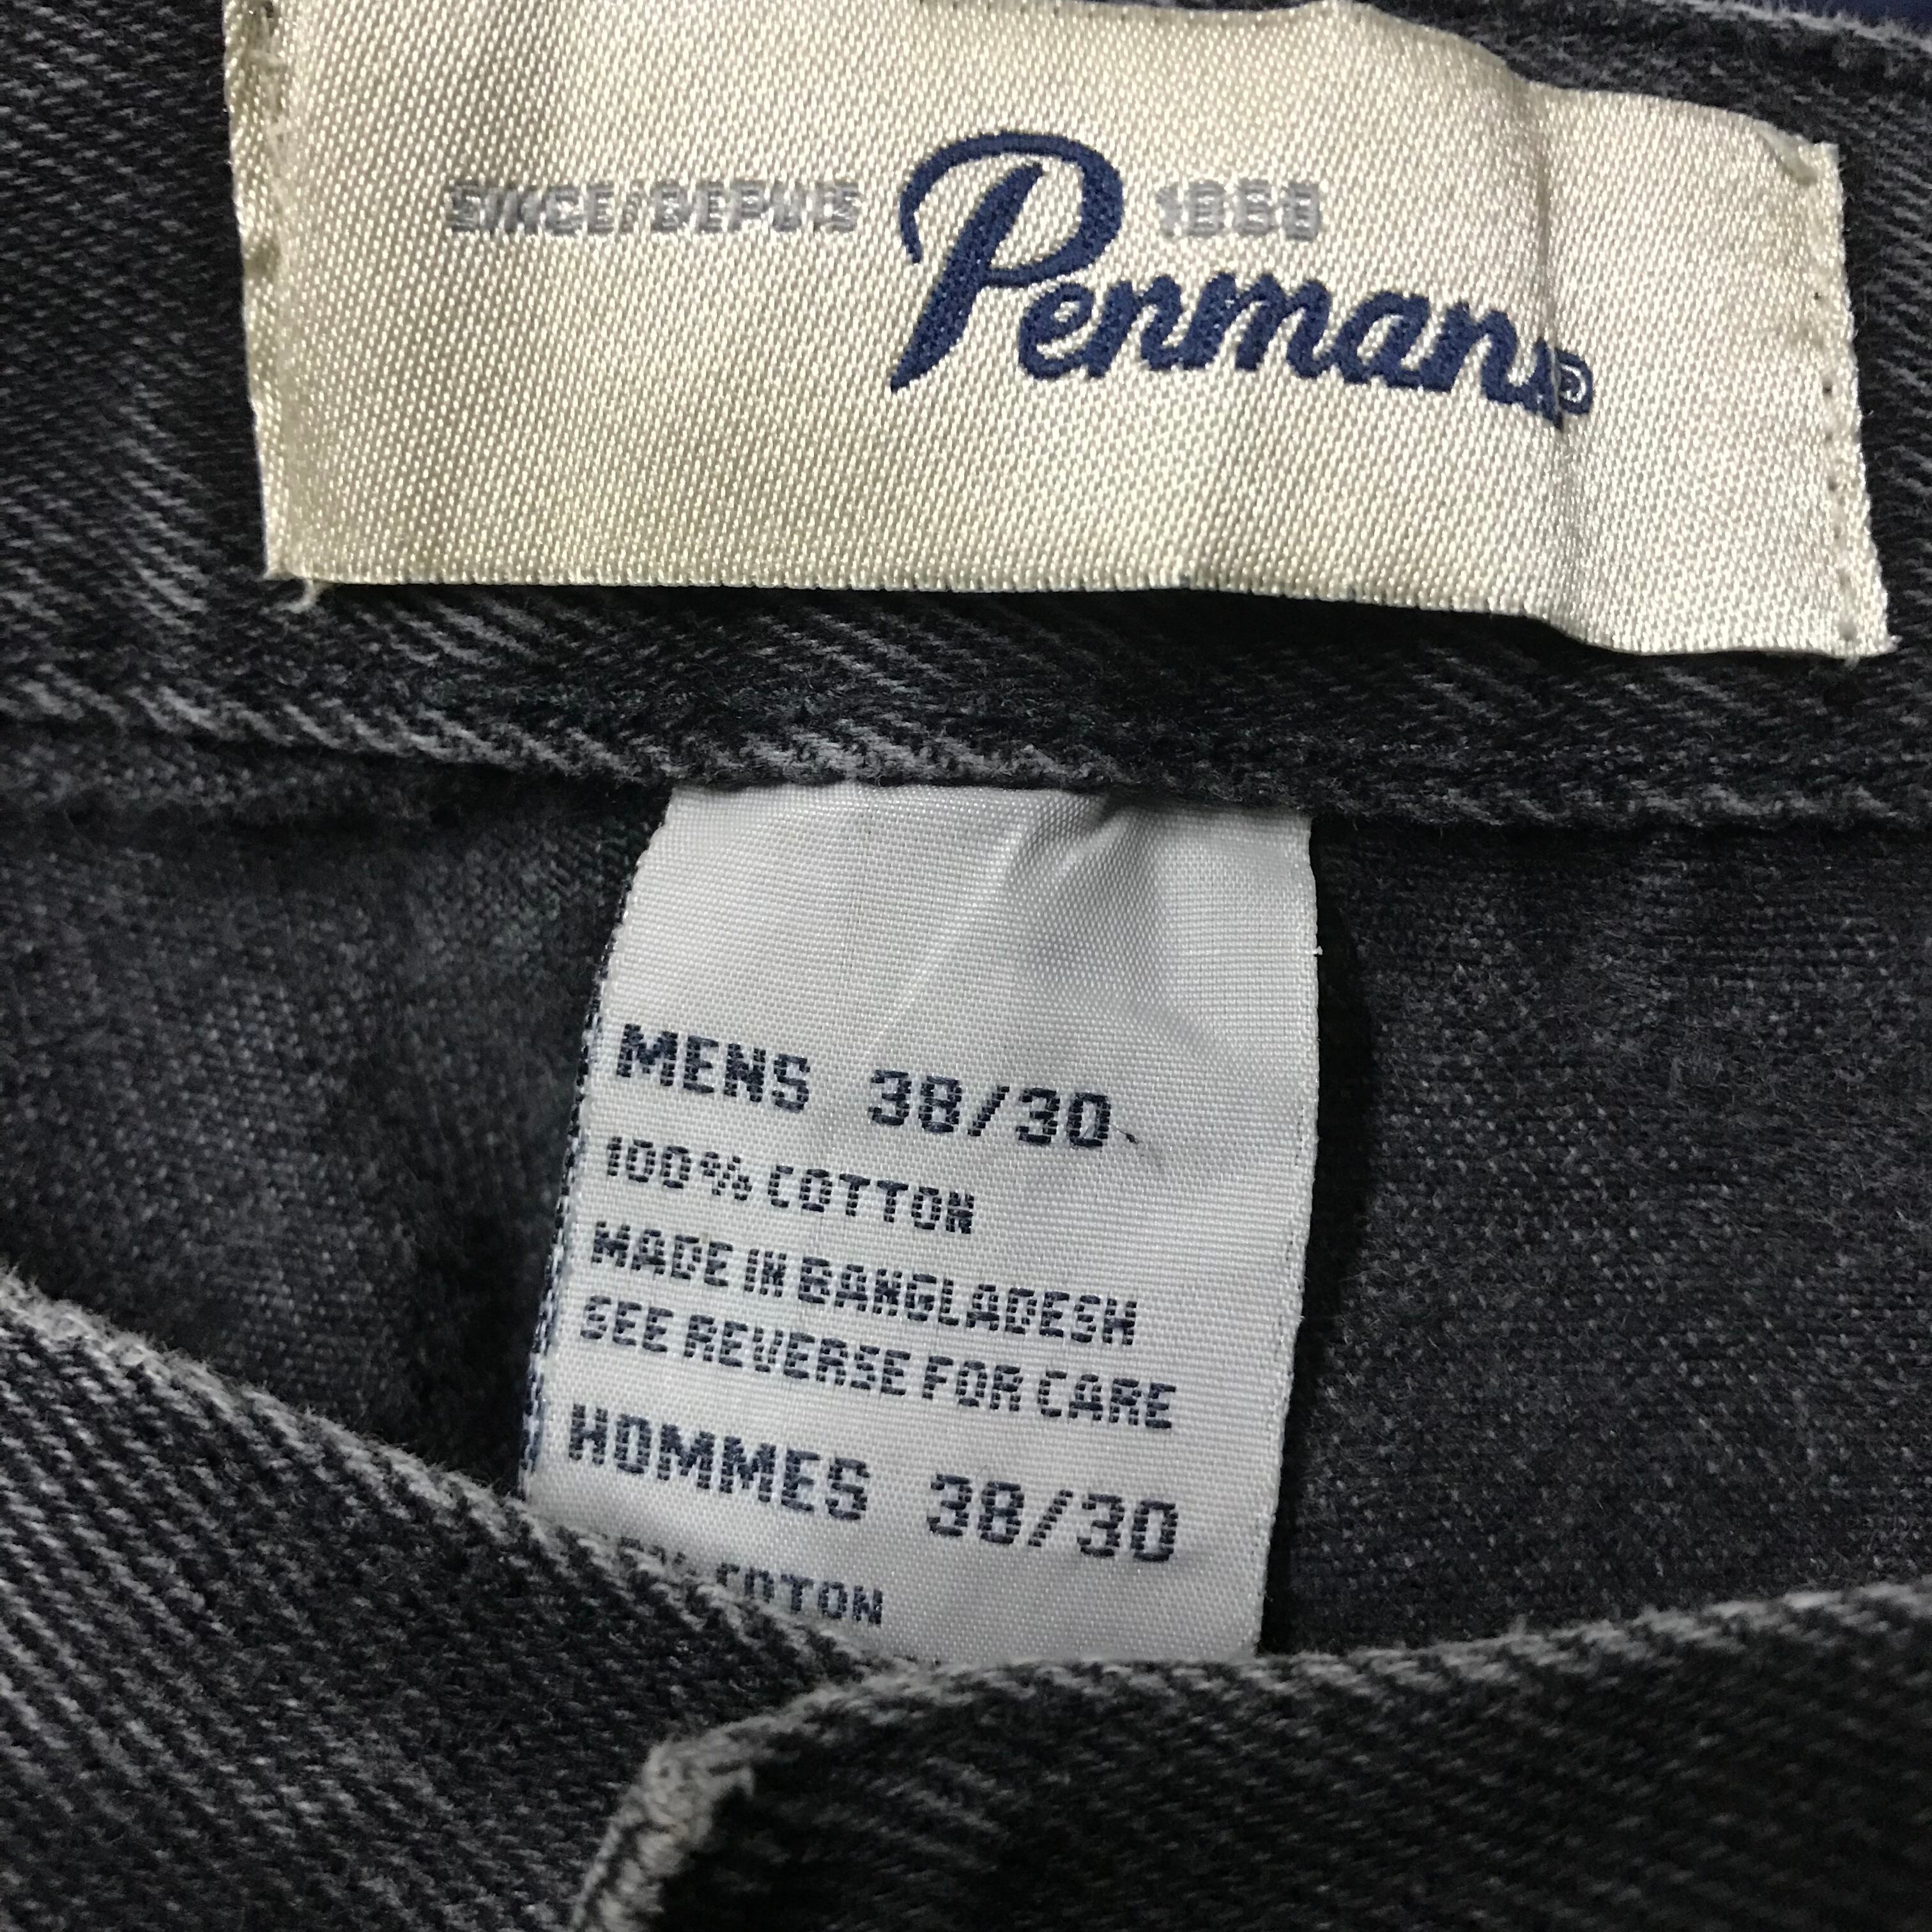 SINCE/DEPUIS 1868
Penmans®
MENS 38/30
100% COTTON
MADE IN BANGLADESH
SEE REVERSE FOR CARE
HOMMES 38/30
COTON